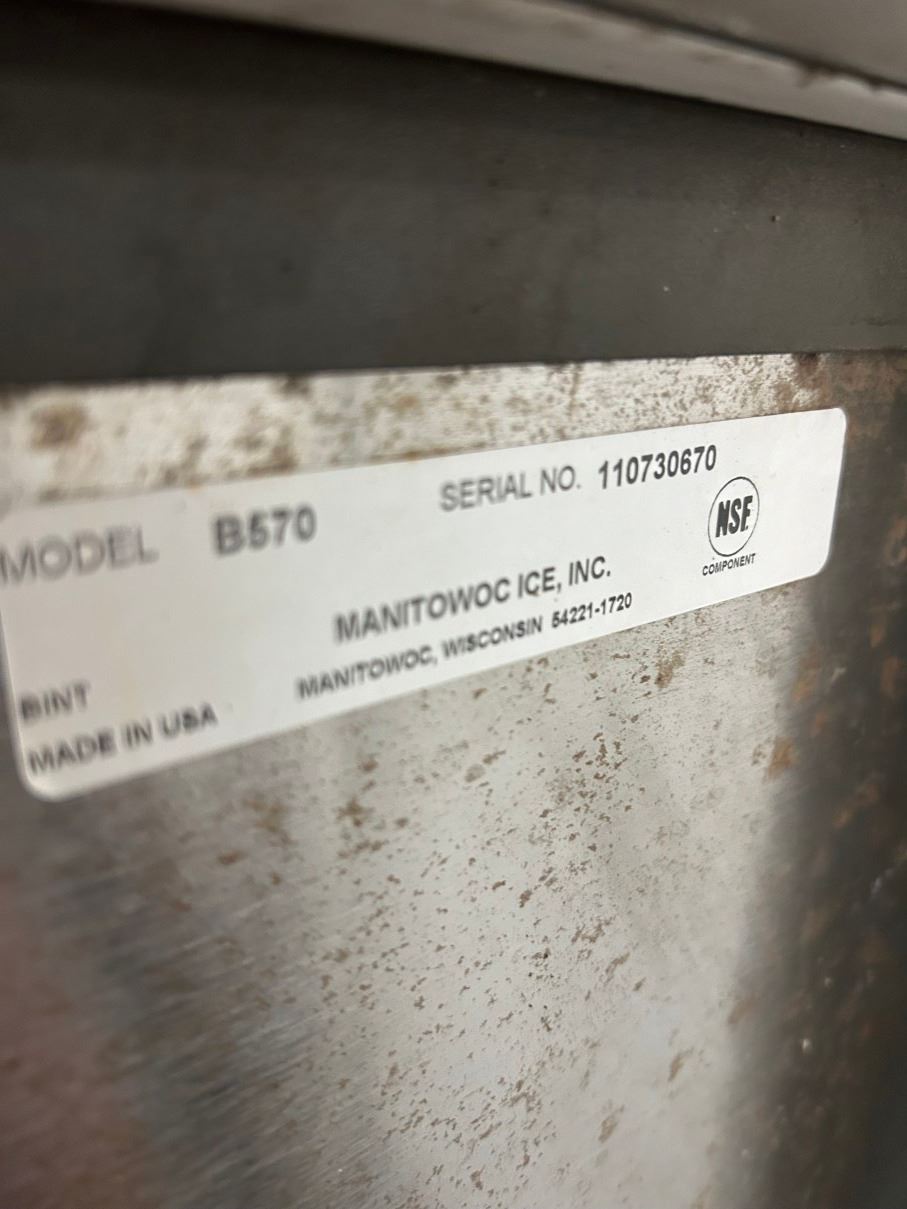 MODEL B570 SERIAL NO. 110730670
NSF.
COMPONENT
MANITOWOC ICE, INC.
MANITOWOC, WISCONSIN 54221-1720
BINT
MADE IN USA